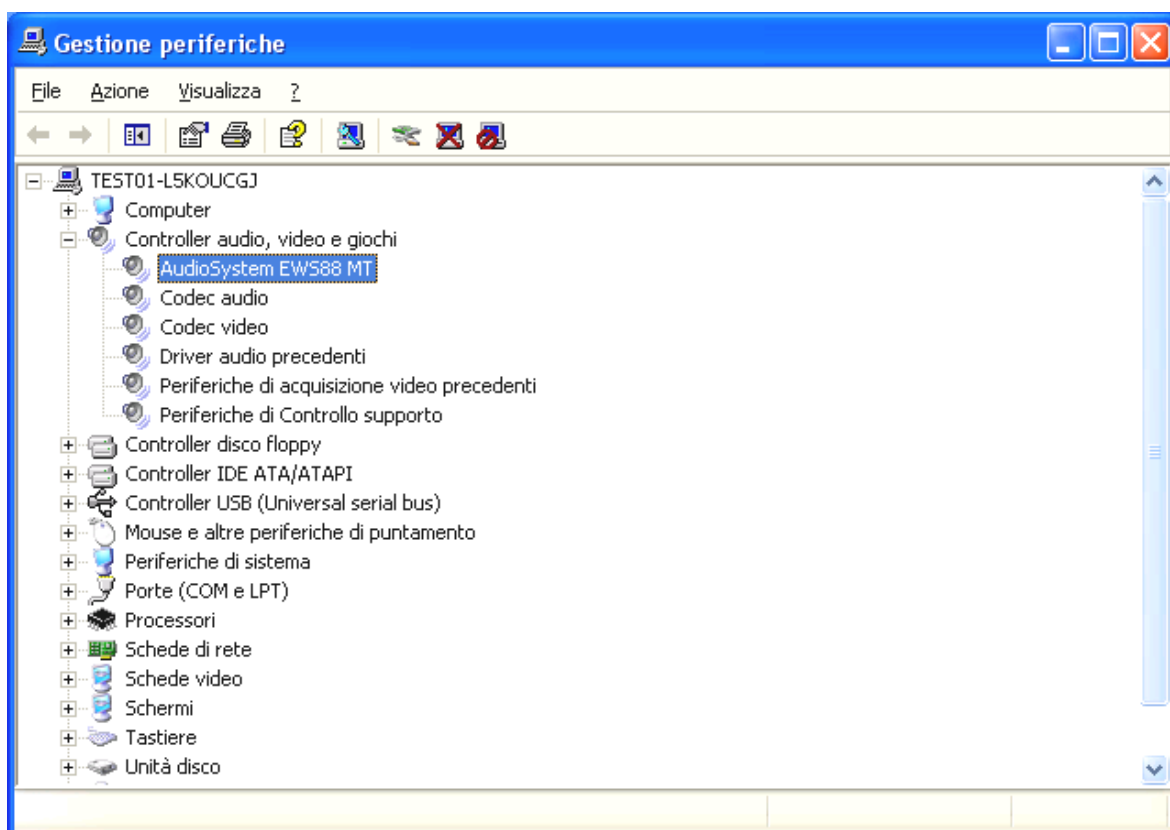 Gestione periferiche
File Azione Visualizza ?
TEST01-L5KOUCGJ
Computer
Controller audio, video e giochi
AudioSystem EWS88 MT
Codec audio
Codec video
Driver audio precedenti
Periferiche di acquisizione video precedenti
Periferiche di Controllo supporto
Controller disco floppy
Controller IDE ATA/ATAPI
Controller USB (Universal serial bus)
Mouse e altre periferiche di puntamento
Periferiche di sistema
Porte (COM e LPT)
Processori
Schede di rete
Schede video
Schermi
Tastiere
Unità disco